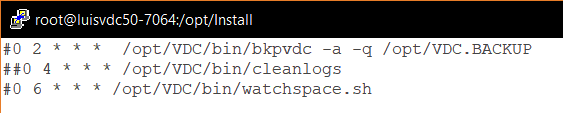 root@luisvdc50-7064:/opt/Install
#0 2 * * *  /opt/VDC/bin/bkpvdc -a -q /opt/VDC.BACKUP
##0 4 * * * /opt/VDC/bin/cleanlogs
#0 6 * * * /opt/VDC/bin/watchspace.sh